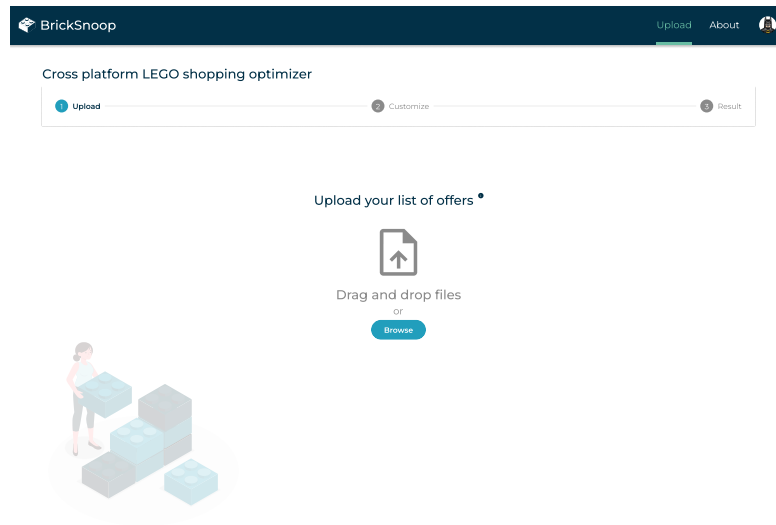 BrickSnoop
Upload
About
Cross platform LEGO shopping optimizer
1 Upload
2 Customize
3 Result
Upload your list of offers
Drag and drop files
or
Browse